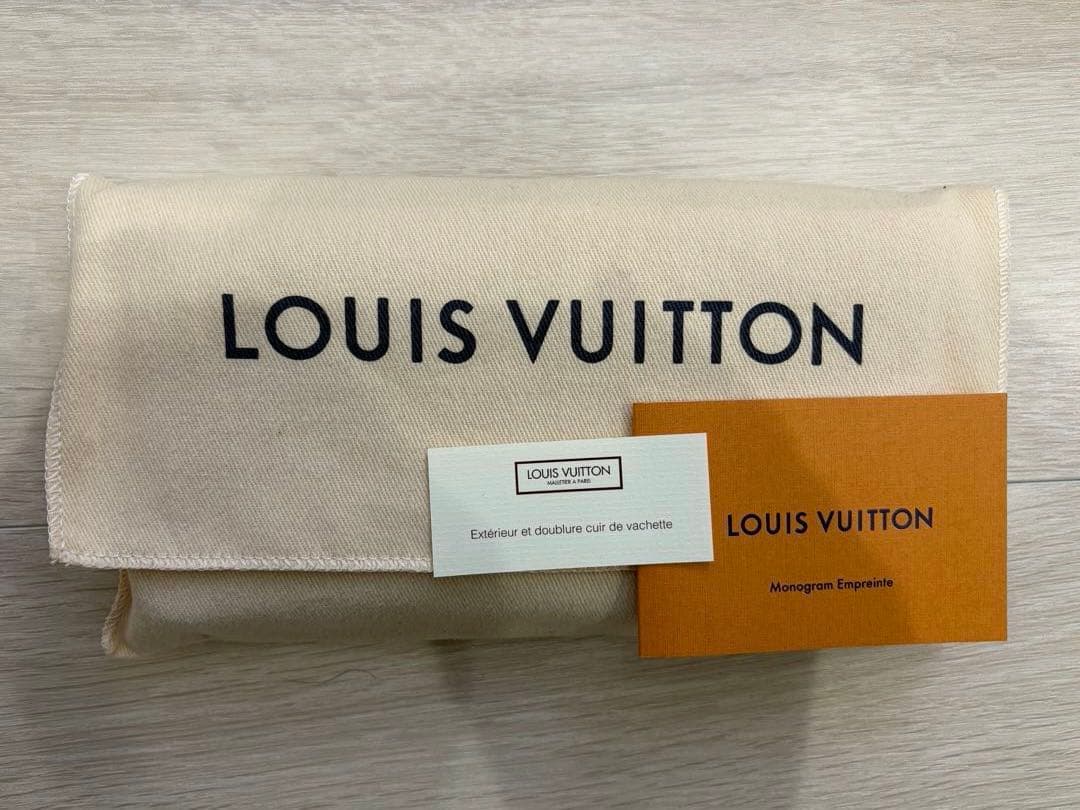 LOUIS VUITTON
LOUIS VUITTON
MALLETIER A PARIS
Extérieur et doublure cuir de vachette
LOUIS VUITTON
Monogram Empreinte